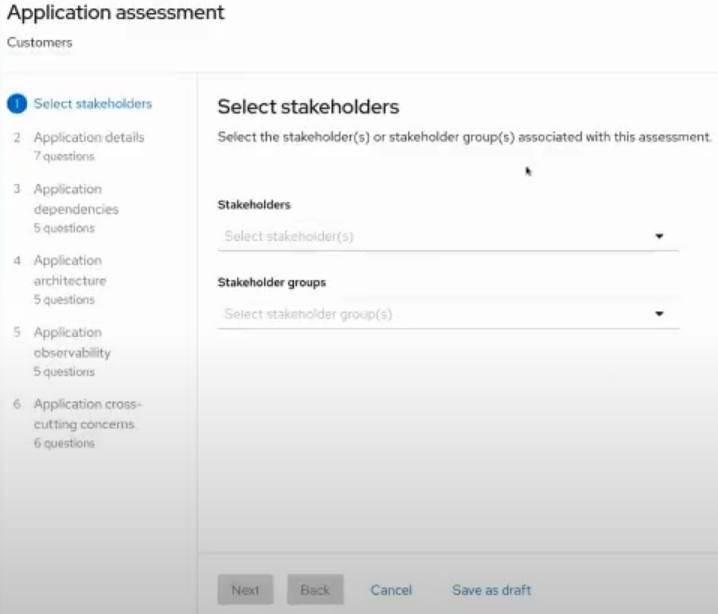 Application assessment
Customers
1 Select stakeholders
2 Application details
7 questions
3 Application
dependencies
5 questions
4 Application
architecture
5 questions
5 Application
observability
5 questions
6 Application cross-
cutting concerns
6 questions
Select stakeholders
Select the stakeholder(s) or stakeholder group(s) associated with this assessment.
Stakeholders
Select stakeholder(s)
Stakeholder groups
Select stakeholder group(s)
Next Back Cancel Save as draft